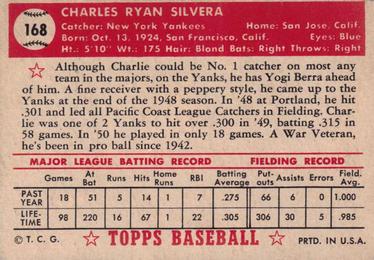 168
CHARLES RYAN SILVERA
Catcher: New York Yankees Home: San Jose, Calif.
Born: Oct. 13, 1924, San Francisco, Calif. Eyes: Blue
Ht.: 5'10" Wt.: 175 Hair: Blond Bats: Right Throws: Right
Although Charlie could be No. 1 catcher on most any
team in the majors, on the Yanks, he has Yogi Berra ahead
of him. A fine receiver with a peppery style, he came up to the
Yanks at the end of the 1948 season. In '48 at Portland, he hit
.301 and led all Pacific Coast League Catchers in Fielding. Char-
lie was one of 2 Yanks to hit over .300 in '49, batting .315 in
58 games. In '50 he played in only 18 games. A War Veteran,
he's been in pro ball since 1942.
MAJOR LEAGUE BATTING RECORD FIELDING RECORD
Games At Bat Runs Hits Home Runs RBI Batting Average Put-outs Assists Errors Field. Avg.
PAST YEAR 18 51 5 14 1 7 .275 66 6 0 1.000
LIFE-TIME 98 220 16 67 1 22 .305 306 30 5 .985
© T. C. G. TOPPS BASEBALL PRTD. IN U.S.A.